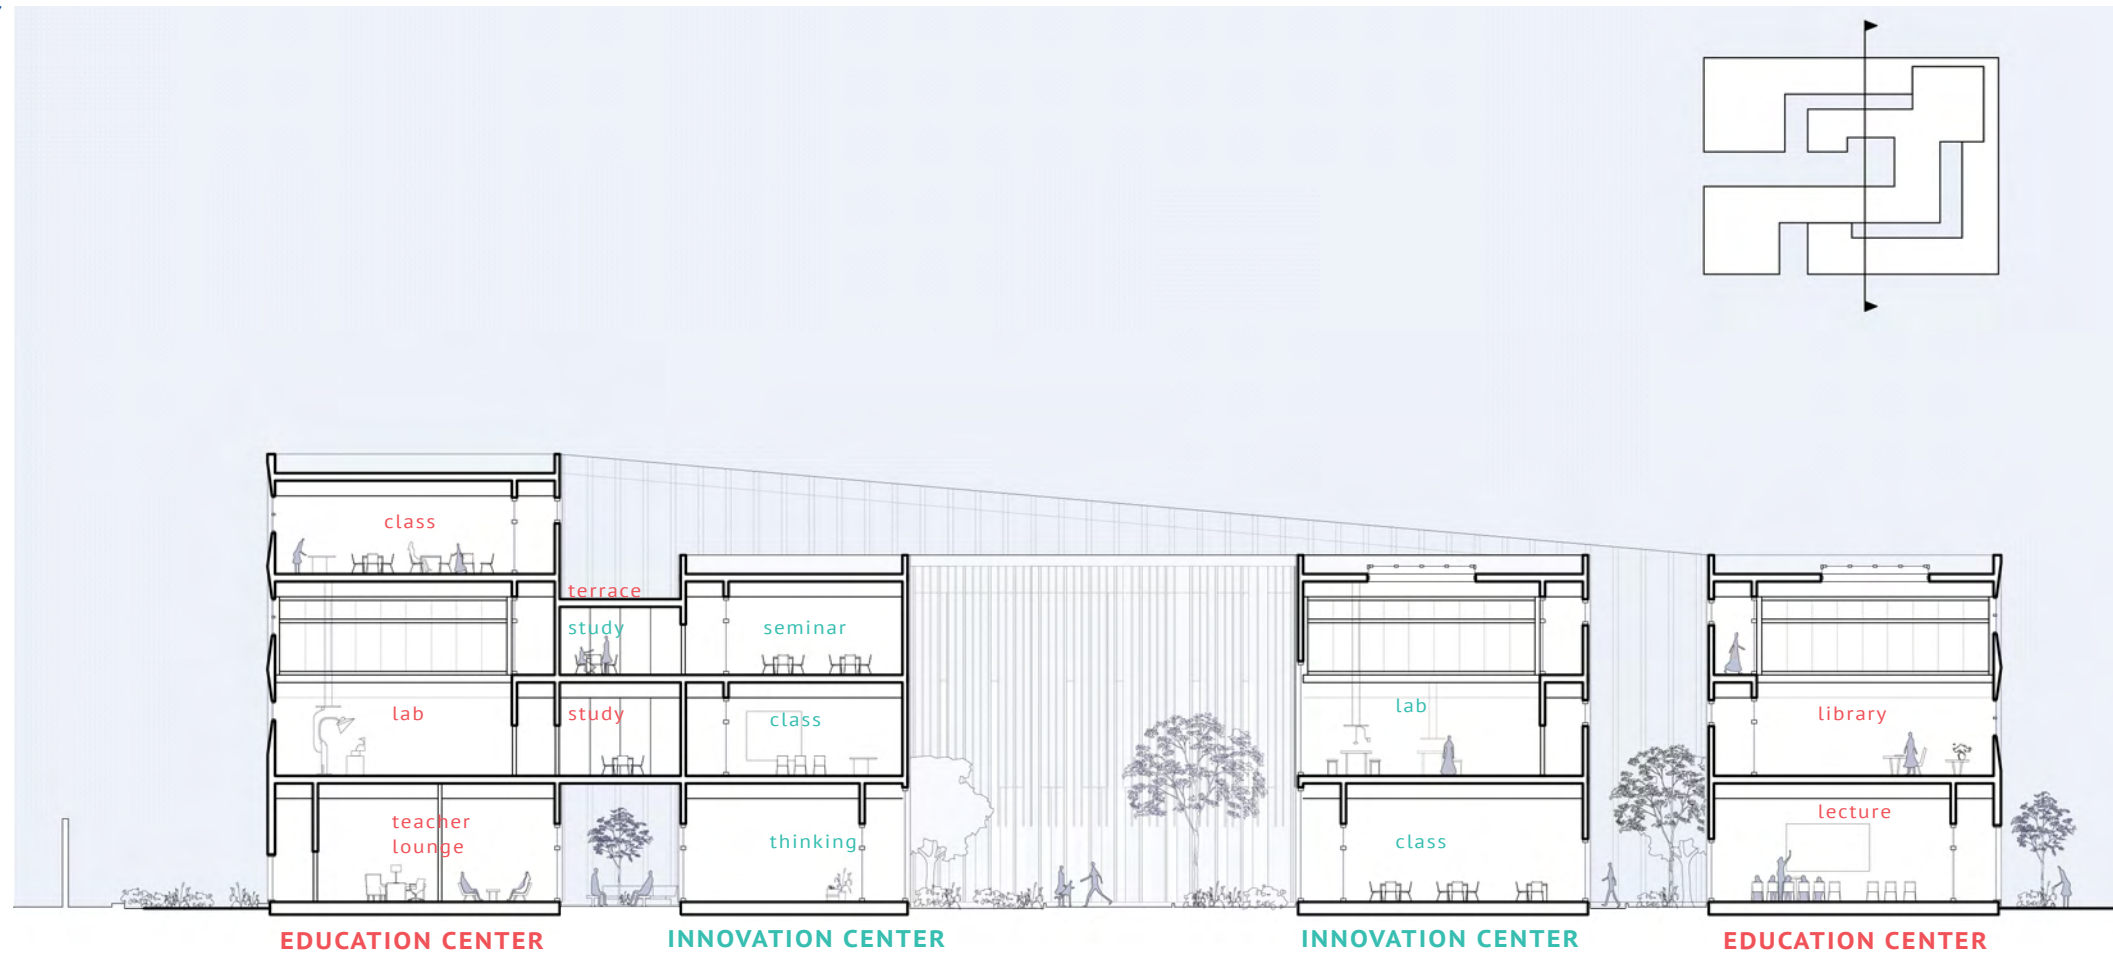 class
terrace
study
seminar
lab
study
class
lab
library
teacher
lounge
thinking
class
lecture
EDUCATION CENTER
INNOVATION CENTER
INNOVATION CENTER
EDUCATION CENTER